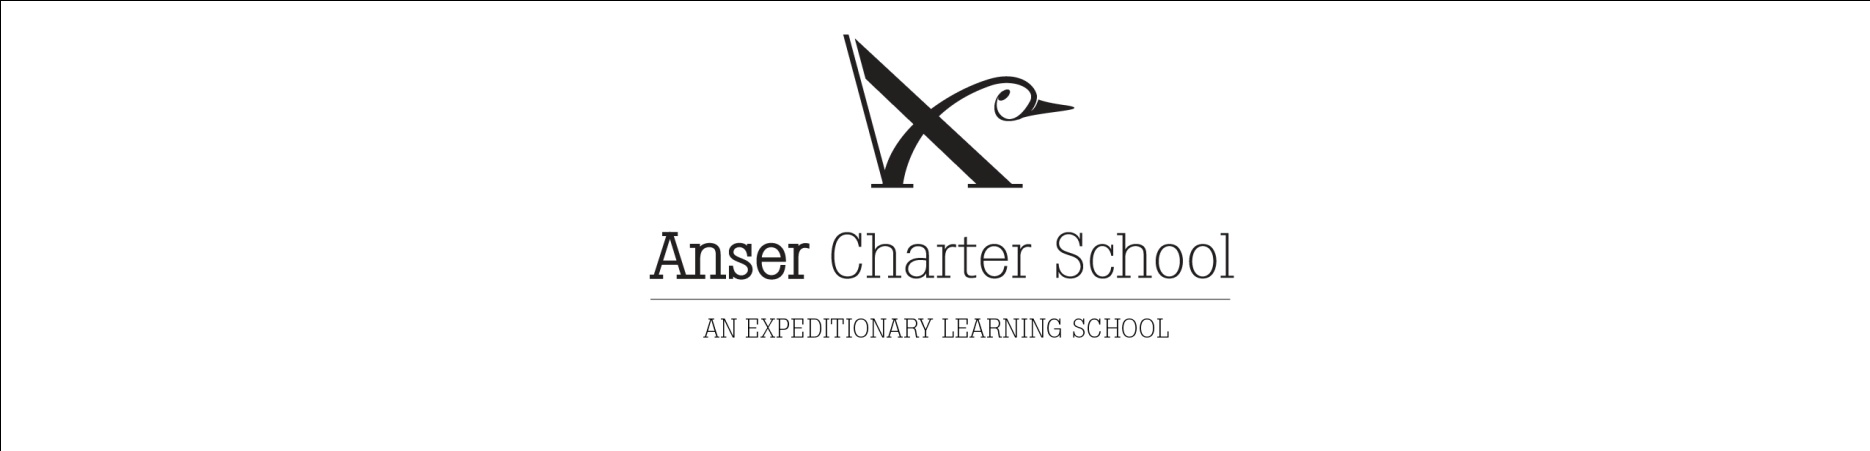 Anser Charter School
AN EXPEDITIONARY LEARNING SCHOOL